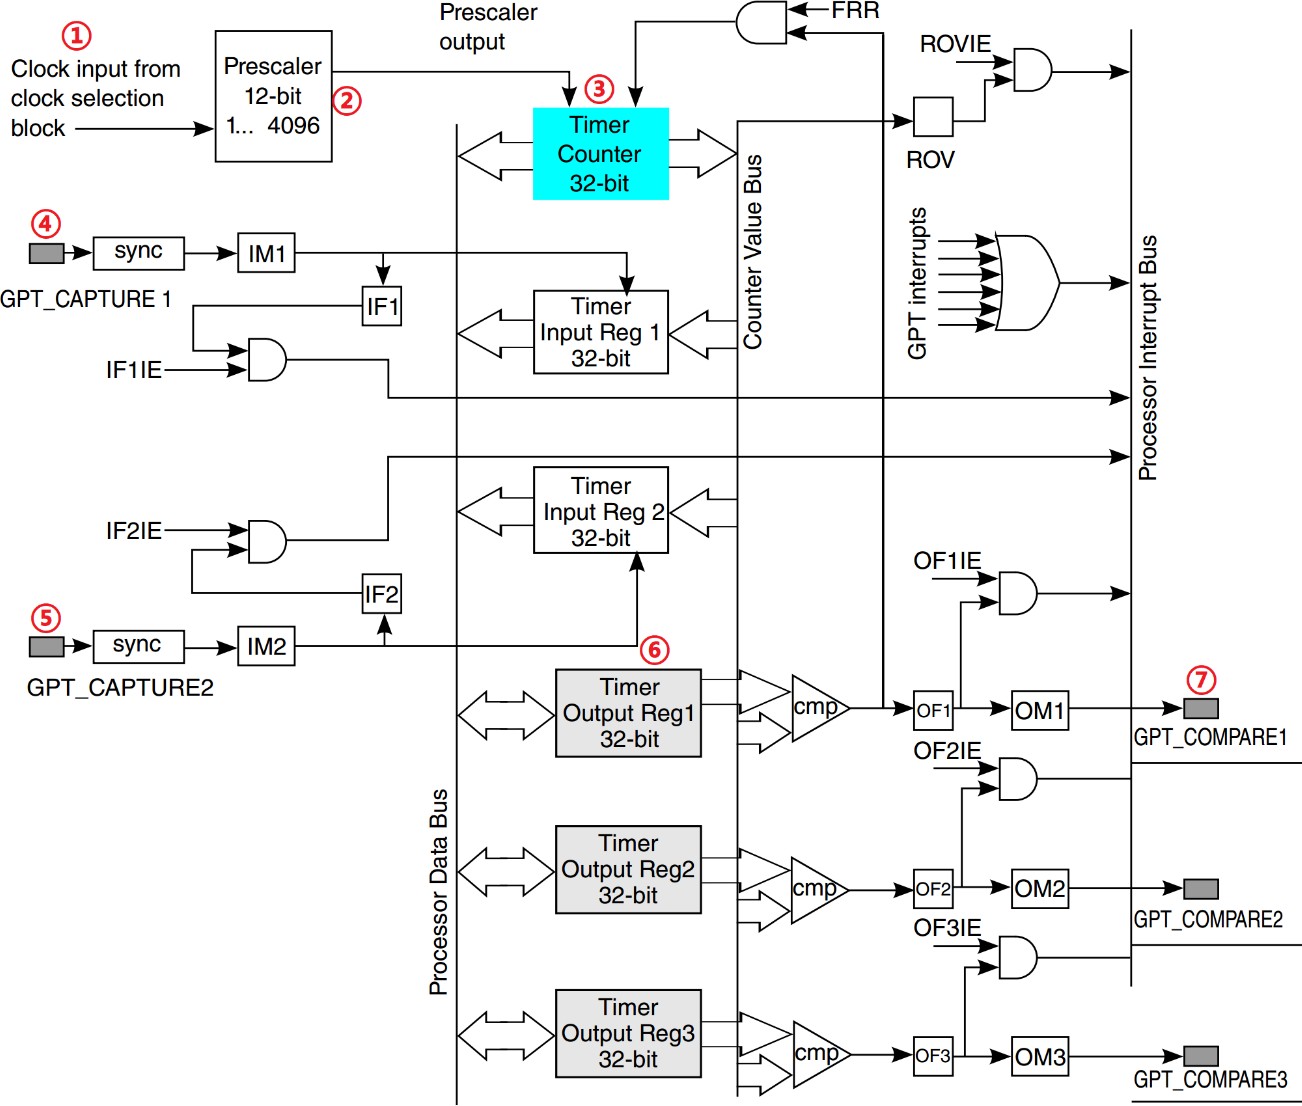 Prescaler
output
FRR
①
Clock input from
clock selection
block
Prescaler
12-bit
1... 4096
②
③
Timer
Counter
32-bit
ROVIE
ROV
Counter Value Bus
④
sync
IM1
GPT_CAPTURE 1
IF1
IF1IE
Timer
Input Reg 1
32-bit
GPT interrupts
Processor Interrupt Bus
IF2IE
Timer
Input Reg 2
32-bit
IF2
⑤
sync
IM2
GPT_CAPTURE2
⑥
Timer
Output Reg1
32-bit
cmp
OF1IE
OF1
OM1
⑦
GPT_COMPARE1
Processor Data Bus
Timer
Output Reg2
32-bit
cmp
OF2IE
OF2
OM2
GPT_COMPARE2
Timer
Output Reg3
32-bit
cmp
OF3IE
OF3
OM3
GPT_COMPARE3